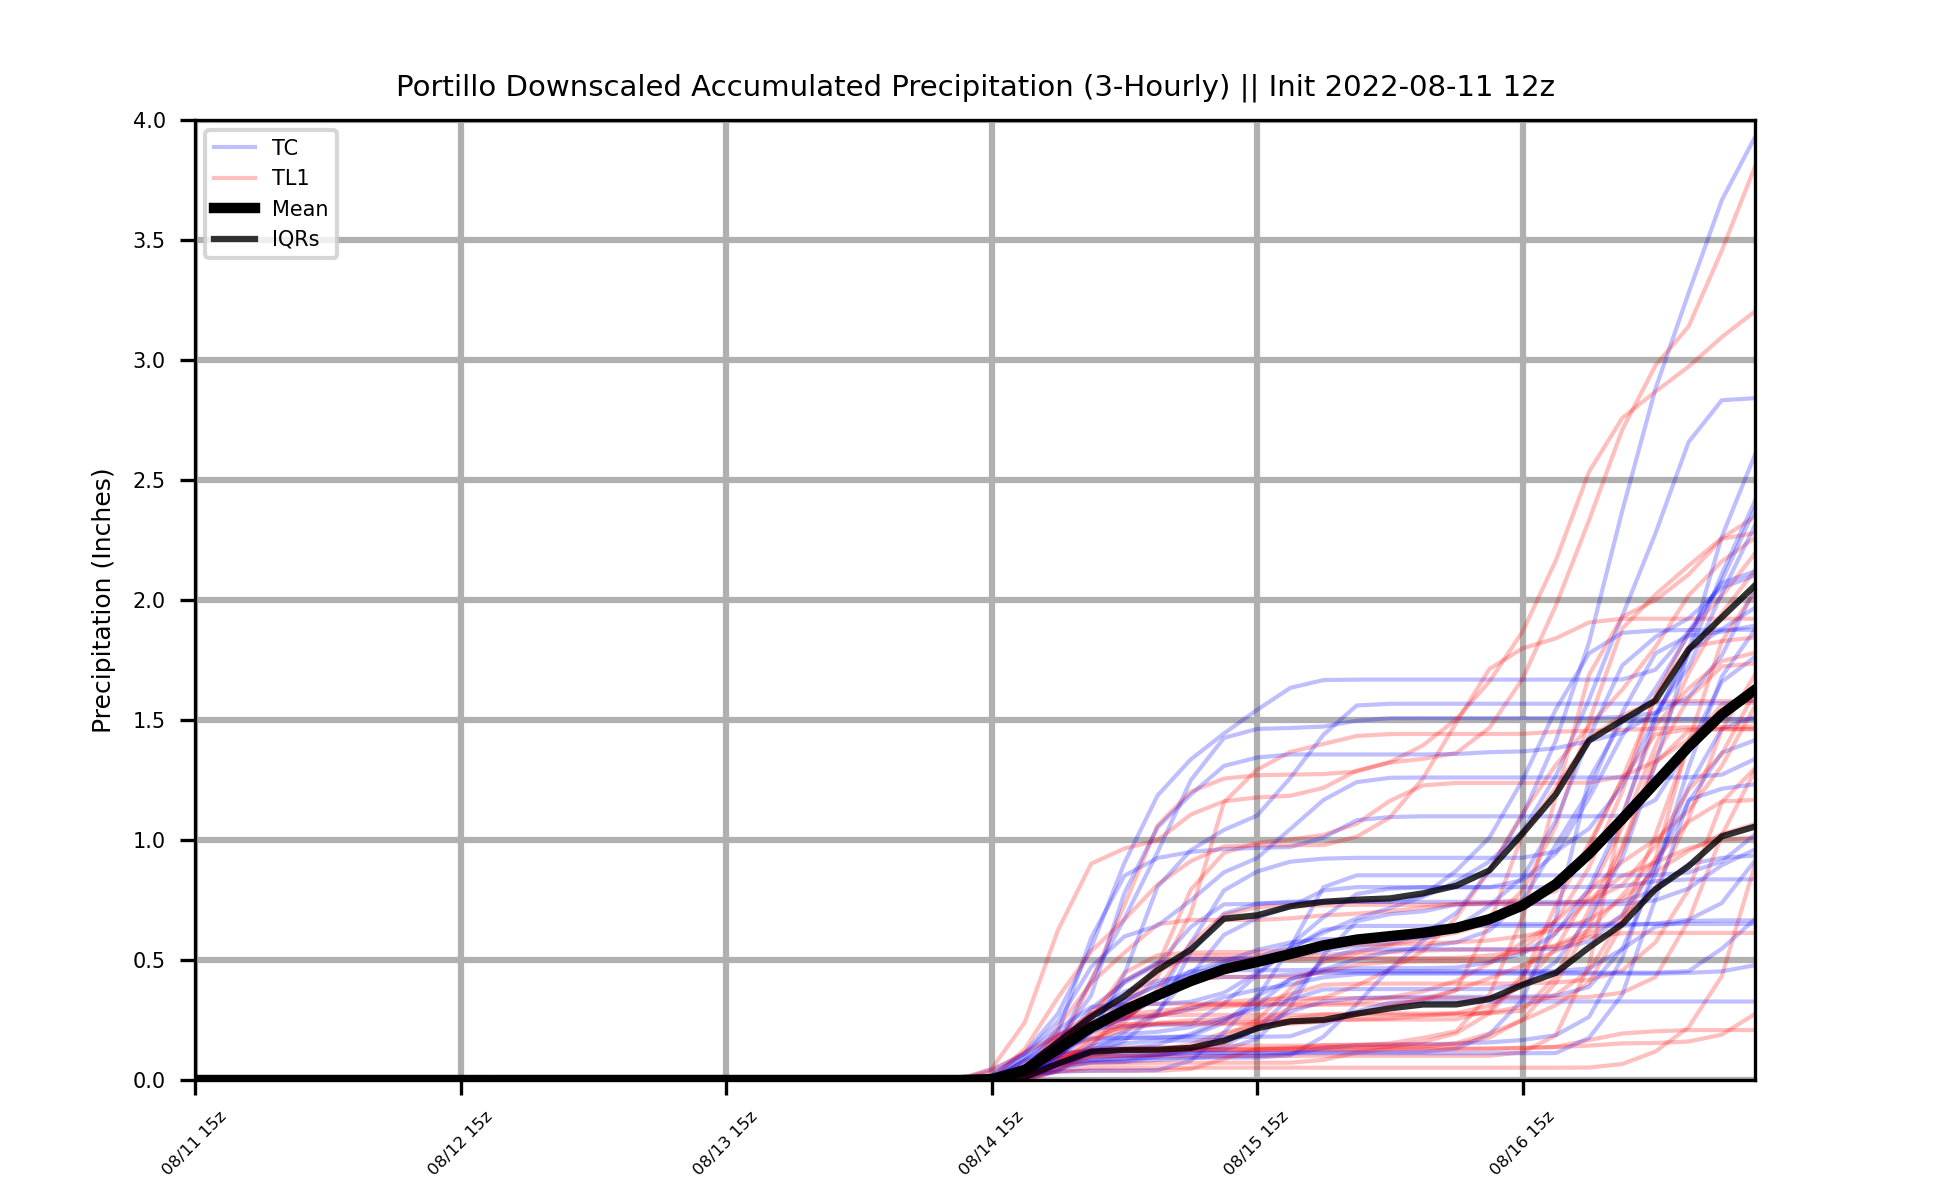 Portillo Downscaled Accumulated Precipitation (3-Hourly) || Init 2022-08-11 12z
TC
TL1
Mean
IQRs
Precipitation (Inches)
4.0
3.5
3.0
2.5
2.0
1.5
1.0
0.5
0.0
08/11 15z
08/12 15z
08/13 15z
08/14 15z
08/15 15z
08/16 15z